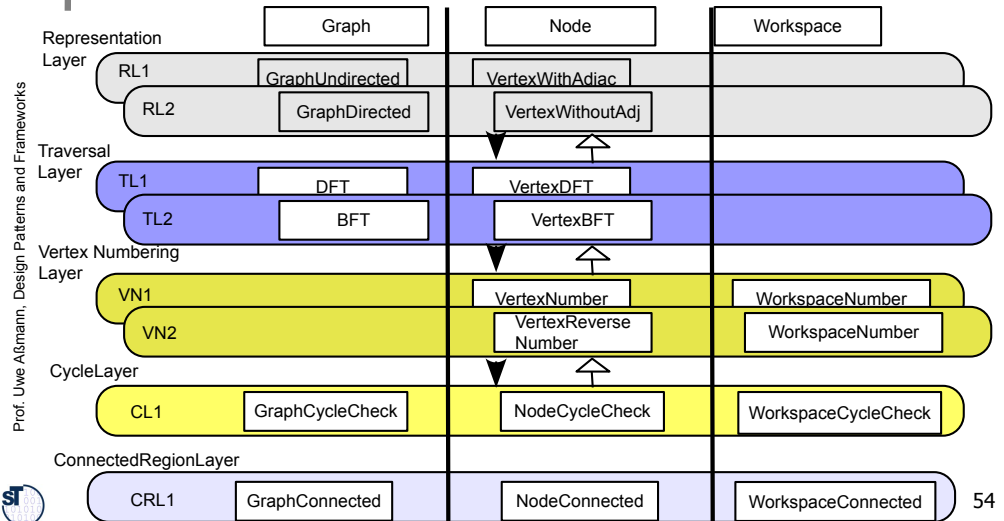 Graph
Node
Workspace
Representation
Layer
RL1
GraphUndirected
VertexWithAdjac
RL2
GraphDirected
VertexWithoutAdj
Traversal
Layer
TL1
DFT
VertexDFT
TL2
BFT
VertexBFT
Vertex Numbering
Layer
VN1
VertexNumber
WorkspaceNumber
VN2
VertexReverse
Number
WorkspaceNumber
CycleLayer
CL1
GraphCycleCheck
NodeCycleCheck
WorkspaceCycleCheck
ConnectedRegionLayer
CRL1
GraphConnected
NodeConnected
WorkspaceConnected
Prof. Uwe Aßmann, Design Patterns and Frameworks
ST
54